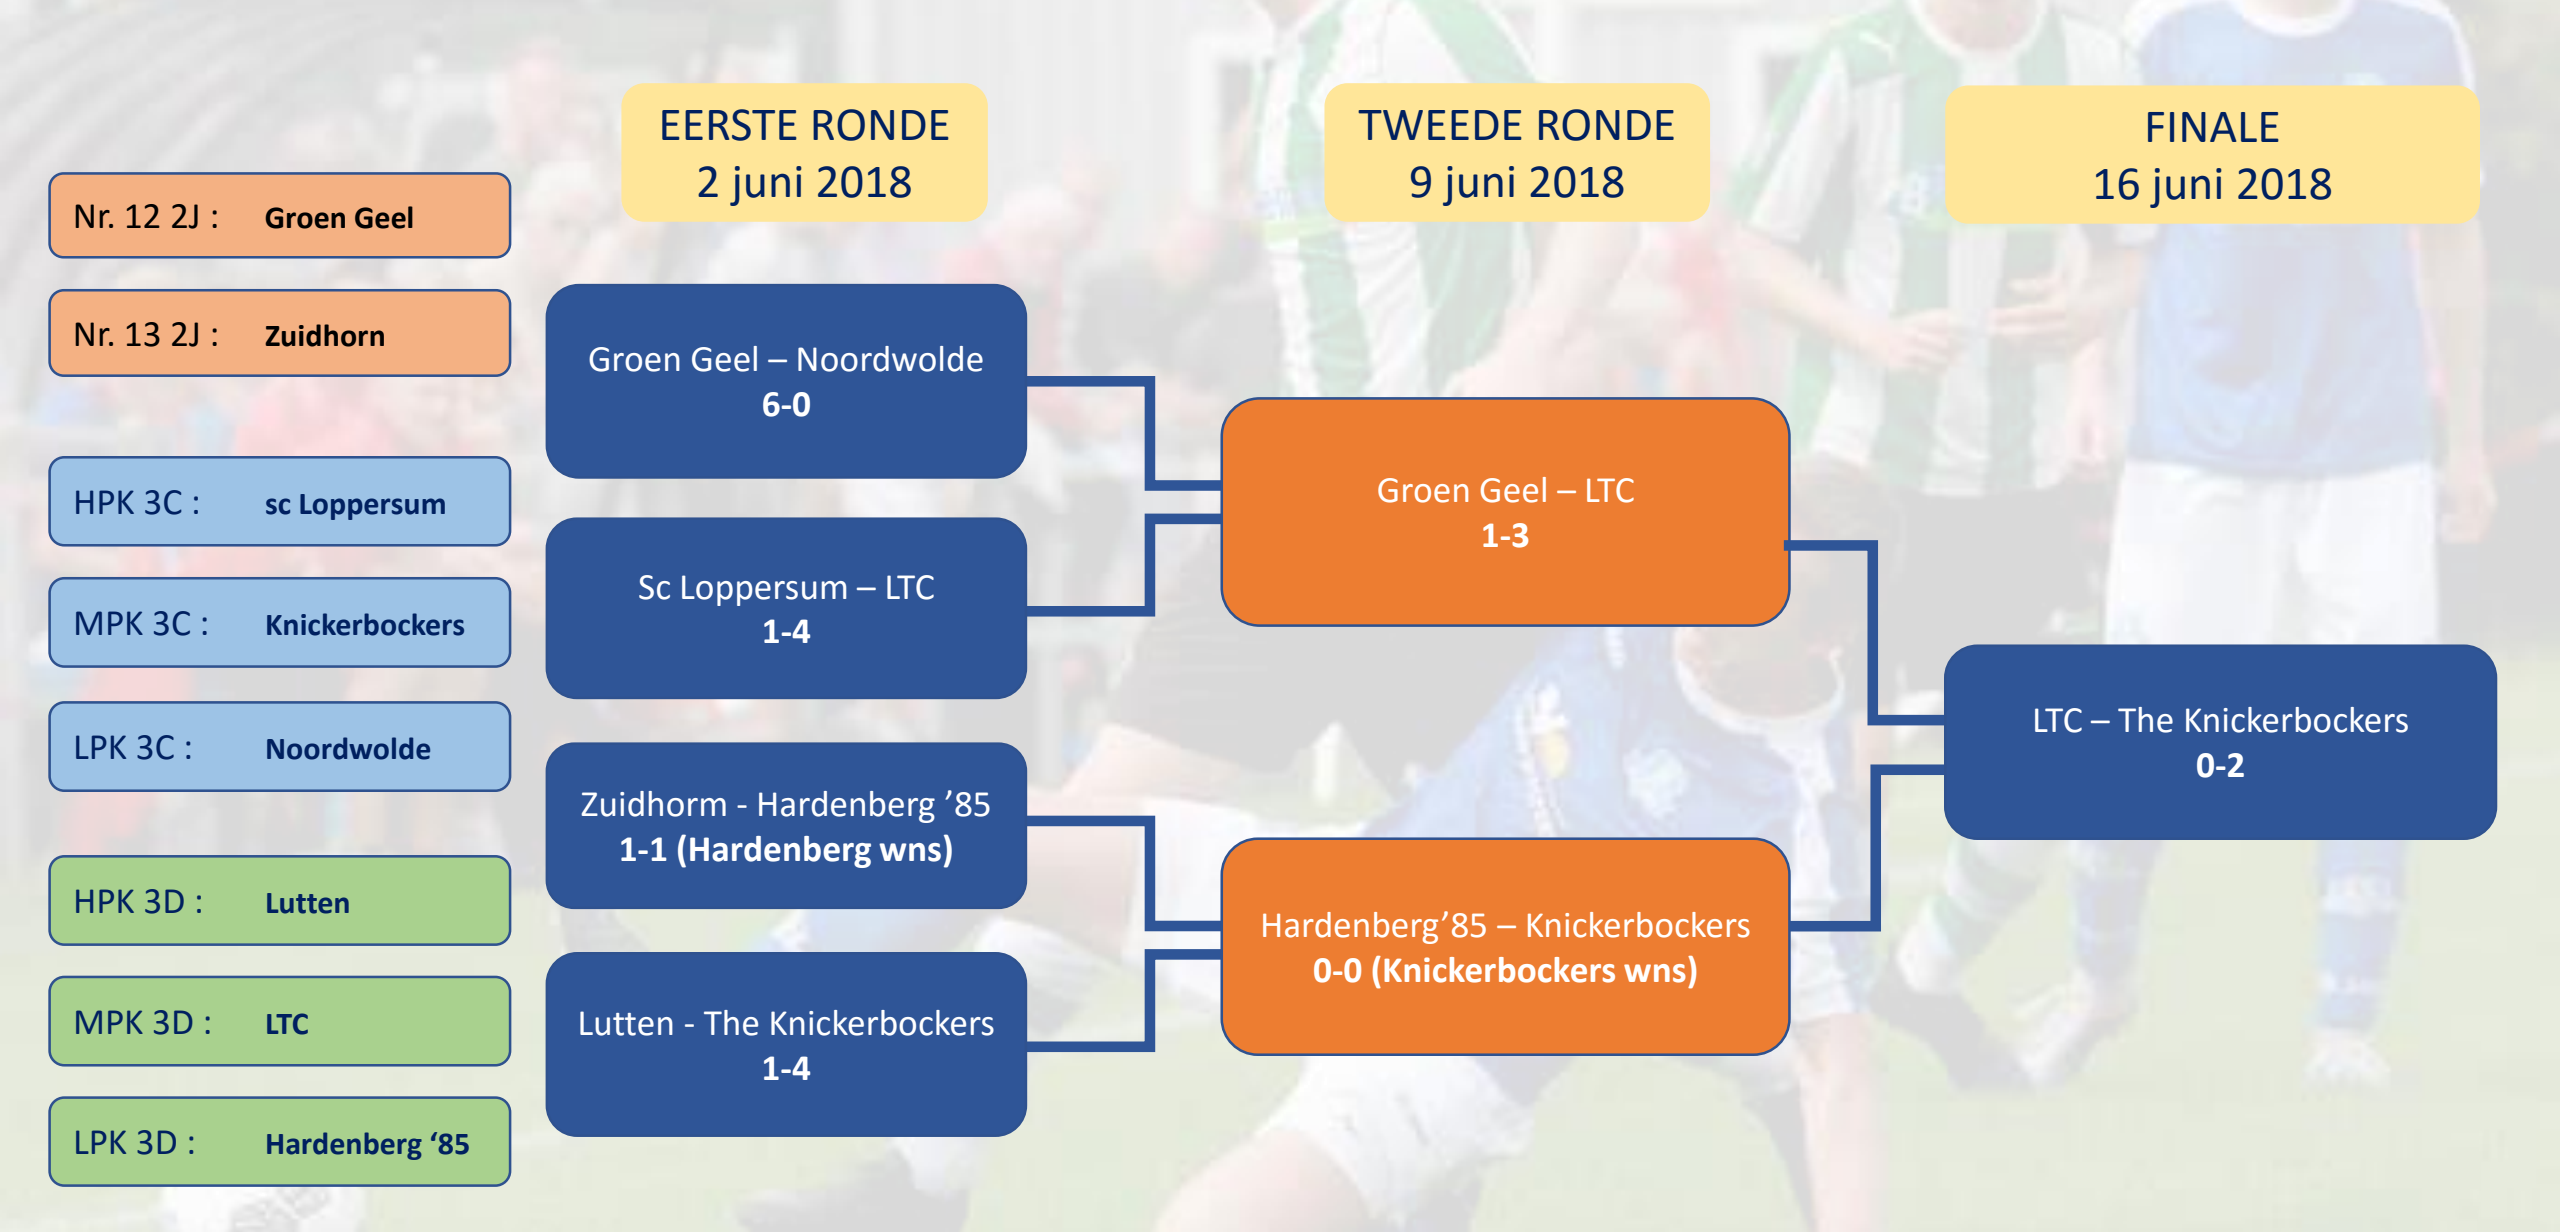 EERSTE RONDE
2 juni 2018
TWEEDE RONDE
9 juni 2018
FINALE
16 juni 2018
Nr. 12 2J : Groen Geel
Nr. 13 2J : Zuidhorn
HPK 3C : sc Loppersum
MPK 3C : Knickerbockers
LPK 3C : Noordwolde
HPK 3D : Lutten
MPK 3D : LTC
LPK 3D : Hardenberg ‘85
Groen Geel – Noordwolde
6-0
Sc Loppersum – LTC
1-4
Zuidhorm - Hardenberg ’85
1-1 (Hardenberg wns)
Lutten - The Knickerbockers
1-4
Groen Geel – LTC
1-3
Hardenberg’85 – Knickerbockers
0-0 (Knickerbockers wns)
LTC – The Knickerbockers
0-2